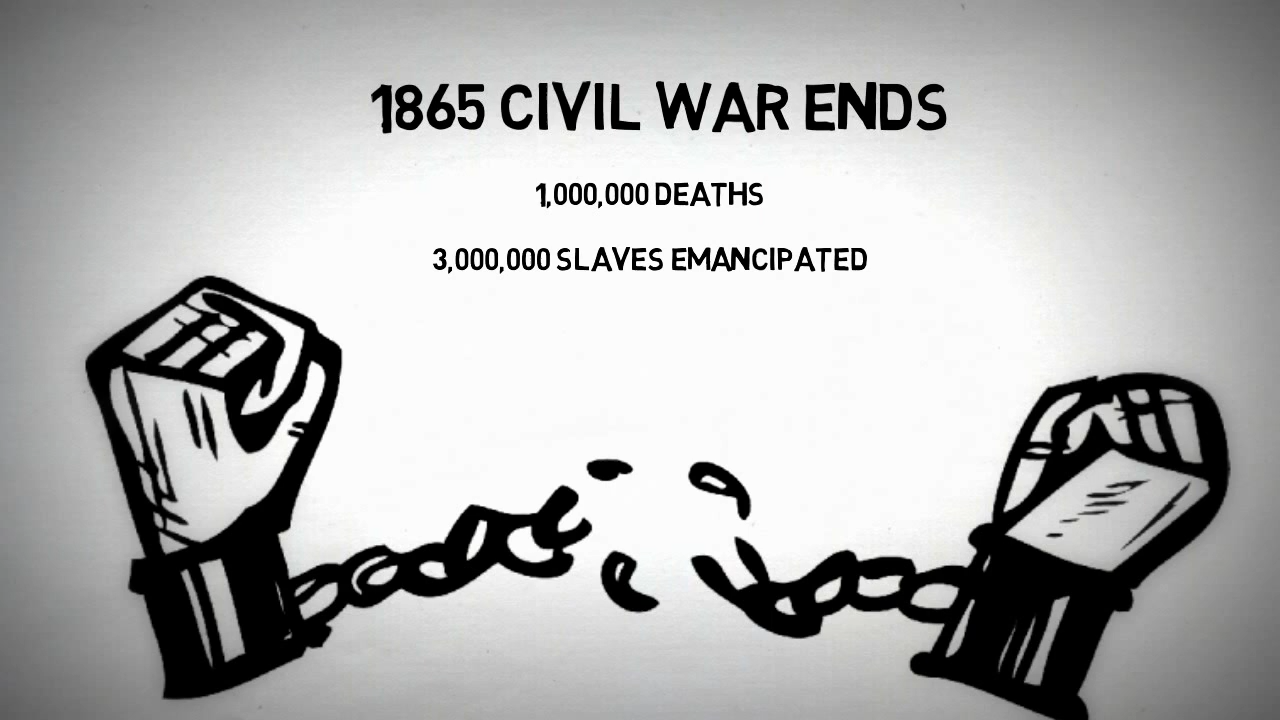 1865 CIVIL WAR ENDS
1,000,000 DEATHS
3,000,000 SLAVES EMANCIPATED